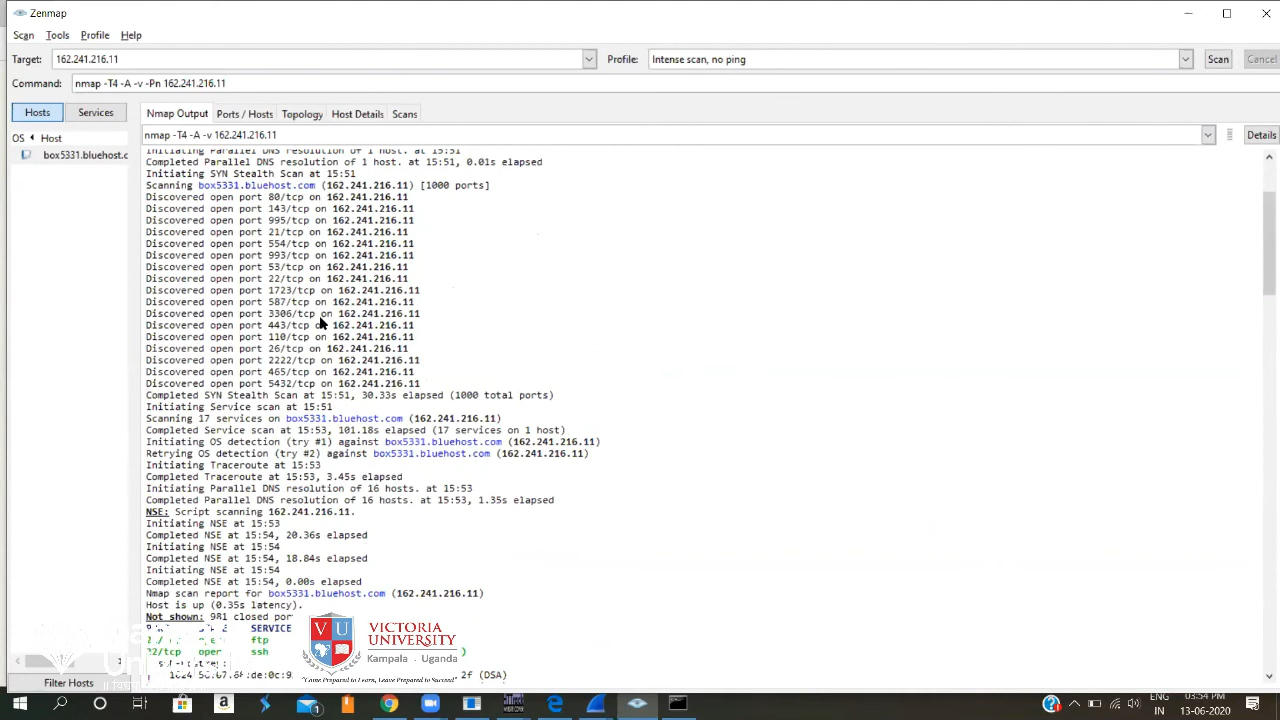 Zenmap
Scan Tools Profile Help
Target: 162.241.216.11 Profile: Intense scan, no ping Scan Cancel
Command: nmap -T4 -A -v -Pn 162.241.216.11
Hosts Services Nmap Output Ports / Hosts Topology Host Details Scans
OS Host nmap -T4 -A -v 162.241.216.11 Details
box5331.bluehost.c
Initiating Parallel DNS resolution of 1 host. at 15:51
Completed Parallel DNS resolution of 1 host. at 15:51, 0.01s elapsed
Initiating SYN Stealth Scan at 15:51
Scanning box5331.bluehost.com (162.241.216.11) [1000 ports]
Discovered open port 80/tcp on 162.241.216.11
Discovered open port 143/tcp on 162.241.216.11
Discovered open port 995/tcp on 162.241.216.11
Discovered open port 21/tcp on 162.241.216.11
Discovered open port 554/tcp on 162.241.216.11
Discovered open port 993/tcp on 162.241.216.11
Discovered open port 53/tcp on 162.241.216.11
Discovered open port 22/tcp on 162.241.216.11
Discovered open port 1723/tcp on 162.241.216.11
Discovered open port 587/tcp on 162.241.216.11
Discovered open port 3306/tcp on 162.241.216.11
Discovered open port 443/tcp on 162.241.216.11
Discovered open port 110/tcp on 162.241.216.11
Discovered open port 26/tcp on 162.241.216.11
Discovered open port 2222/tcp on 162.241.216.11
Discovered open port 465/tcp on 162.241.216.11
Discovered open port 5432/tcp on 162.241.216.11
Completed SYN Stealth Scan at 15:51, 30.33s elapsed (1000 total ports)
Initiating Service scan at 15:51
Scanning 17 services on box5331.bluehost.com (162.241.216.11)
Completed Service scan at 15:53, 101.18s elapsed (17 services on 1 host)
Initiating OS detection (try #1) against box5331.bluehost.com (162.241.216.11)
Retrying OS detection (try #2) against box5331.bluehost.com (162.241.216.11)
Initiating Traceroute at 15:53
Completed Traceroute at 15:53, 3.45s elapsed
Initiating Parallel DNS resolution of 16 hosts. at 15:53
Completed Parallel DNS resolution of 16 hosts. at 15:53, 1.35s elapsed
NSE: Script scanning 162.241.216.11.
Initiating NSE at 15:53
Completed NSE at 15:54, 20.36s elapsed
Initiating NSE at 15:54
Completed NSE at 15:54, 18.84s elapsed
Initiating NSE at 15:54
Completed NSE at 15:54, 0.00s elapsed
Nmap scan report for box5331.bluehost.com (162.241.216.11)
Host is up (0.35s latency).
Not shown: 981 closed por
SERVICE
ftp
22/tcp open ssh
(DSA)
VU VICTORIA
UNIVERSITY
Kampala - Uganda
"Come Prepared to Learn, Leave Prepared to Succeed"
Filter Hosts
ENG 03:54 PM
IN 13-06-2020